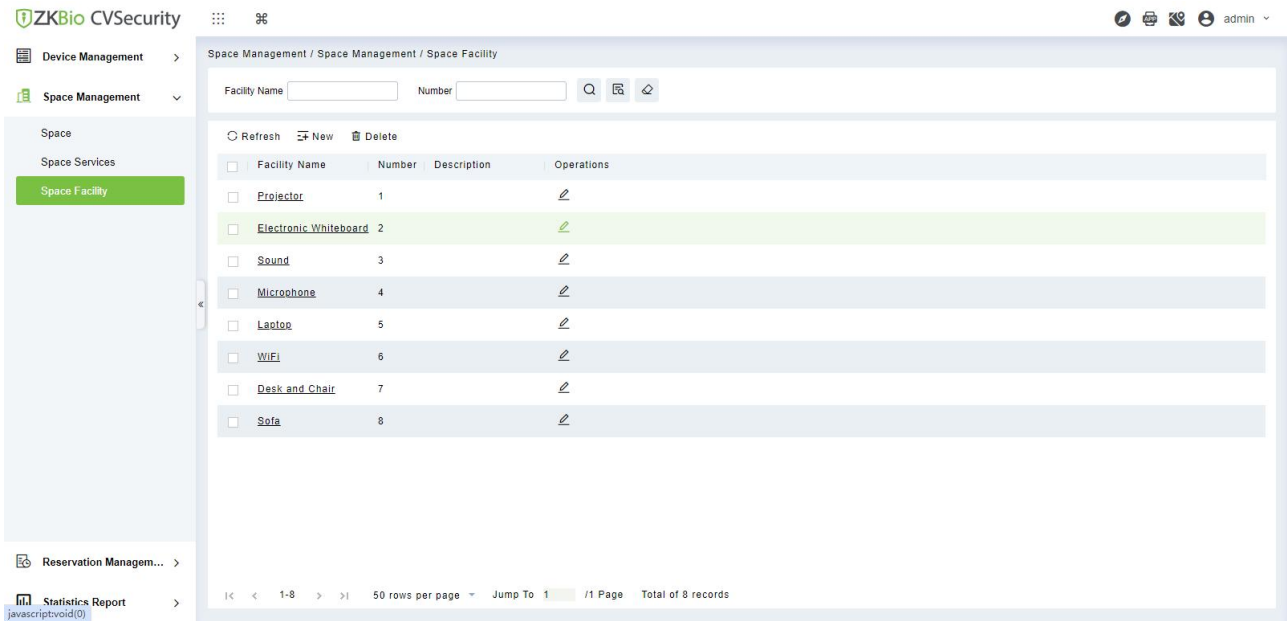 ZKBio CVSecurity
APP
admin
Device Management
Space Management
Space
Space Services
Space Facility
Reservation Managem...
Statistics Report
javascript:void(0)
Space Management / Space Management / Space Facility
Facility Name Number
Refresh New Delete
Facility Name Number Description Operations
Projector 1
Electronic Whiteboard 2
Sound 3
Microphone 4
Laptop 5
WiFi 6
Desk and Chair 7
Sofa 8
1-8 50 rows per page Jump To 1 /1 Page Total of 8 records